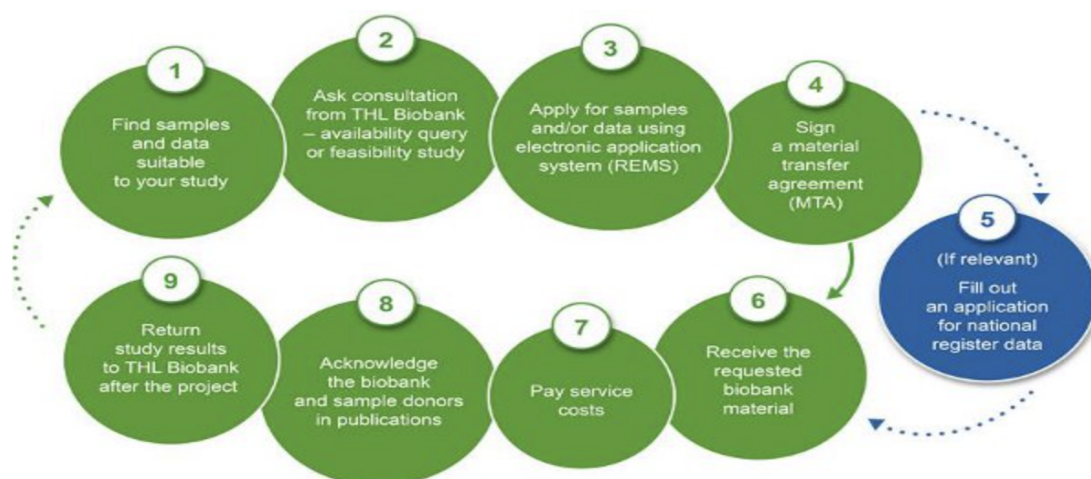 1
Find samples
and data
suitable
to your study
2
Ask consultation
from THL Biobank
– availability query
or feasibility study
3
Apply for samples
and/or data using
electronic application
system (REMS)
4
Sign
a material
transfer
agreement
(MTA)
5
(If relevant)
Fill out
an application
for national
register data
6
Receive the
requested
biobank
material
7
Pay service
costs
8
Acknowledge
the biobank
and sample donors
in publications
9
Return
study results
to THL Biobank
after the project